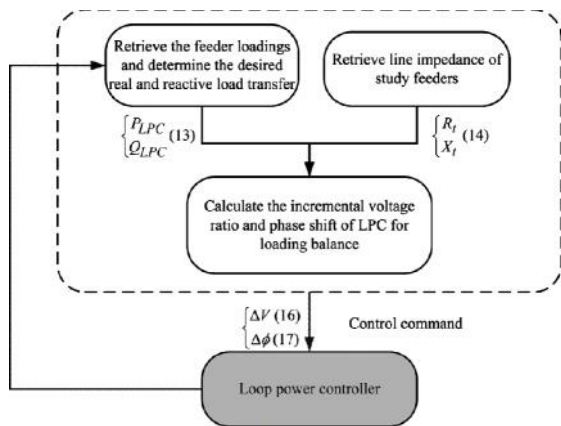 Retrieve the feeder loadings
and determine the desired
real and reactive load transfer
Retrieve line impedance of
study feeders
P_LPC
Q_LPC
(13)
R_t
X_t
(14)
Calculate the incremental voltage
ratio and phase shift of LPC for
loading balance
ΔV (16)
Δϕ (17)
Control command
Loop power controller